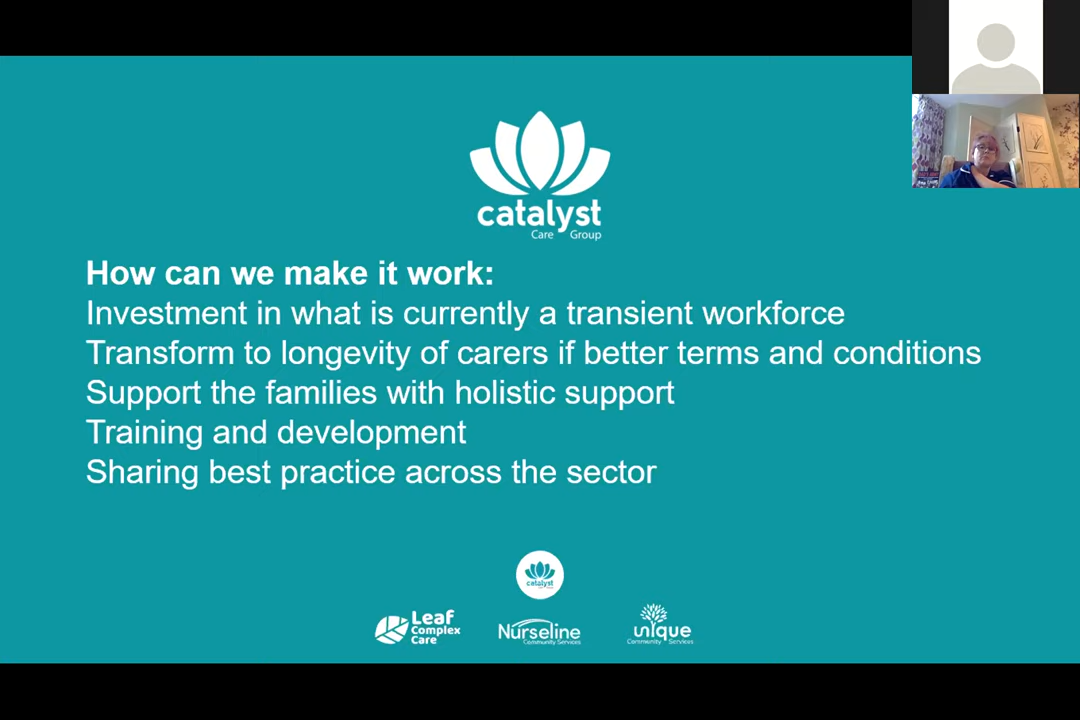 catalyst
Care Group
How can we make it work:
Investment in what is currently a transient workforce
Transform to longevity of carers if better terms and conditions
Support the families with holistic support
Training and development
Sharing best practice across the sector
catalyst
Leaf
Complex
Care
Nurseline
Community Services
unique
Community Services